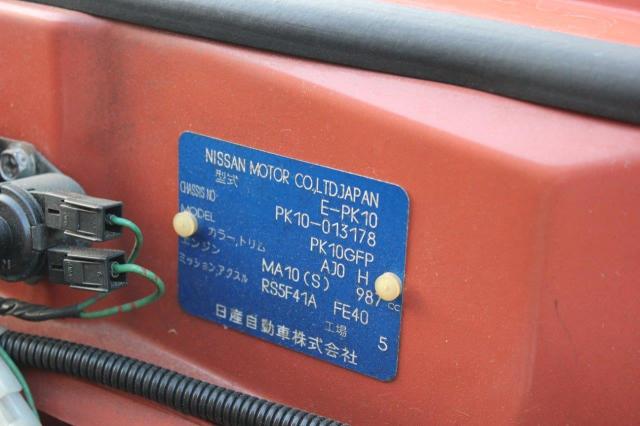 NISSAN MOTOR CO.,LTD.JAPAN
型式 E-PK10
CHASSIS NO PK10-013178
MODEL PK10GFP
カラー,トリム AJ0 H
エンジン MA10(S) 987 cc
ミッション,アクスル RS5F41A FE40
工場 5
日産自動車株式会社